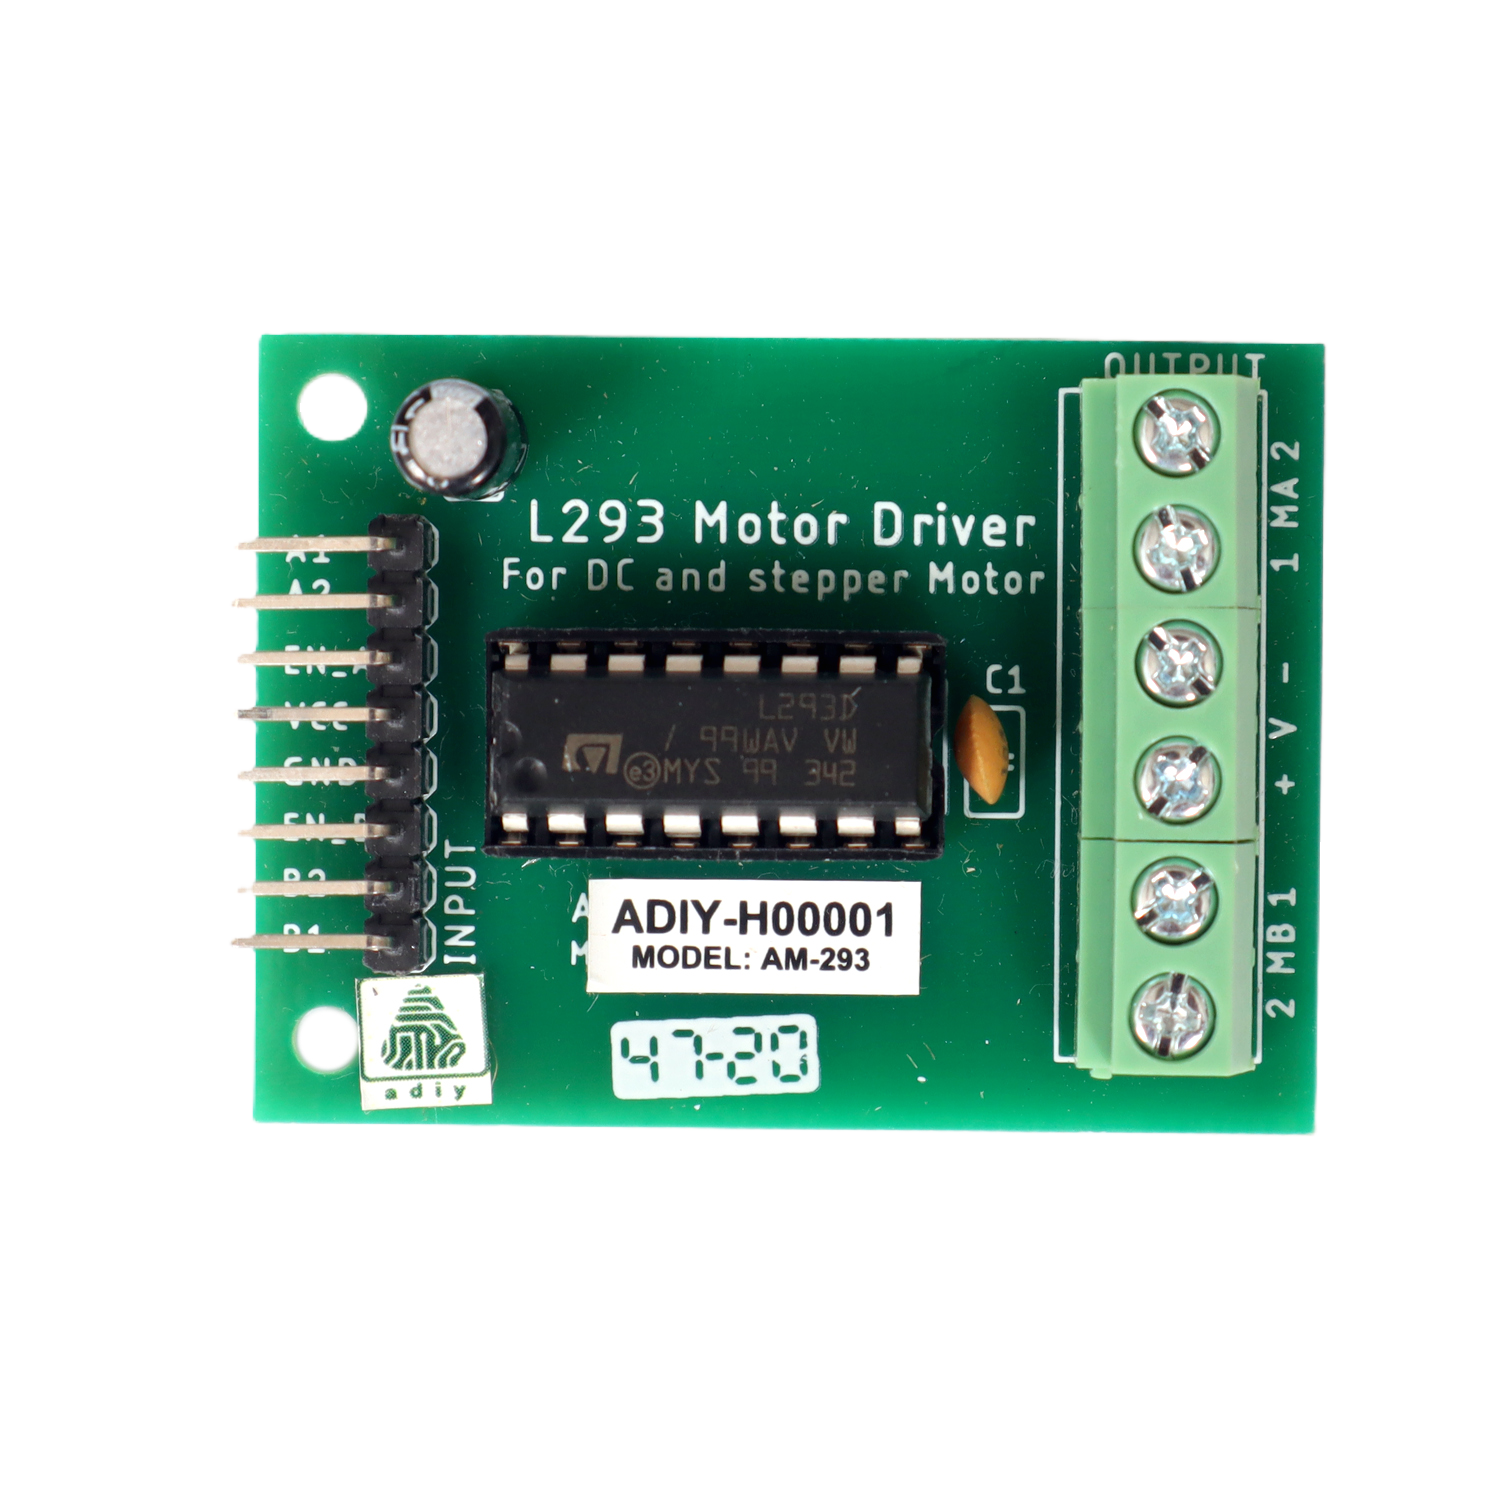 OUTPUT
L293 Motor Driver
For DC and stepper Motor
A1
A2
EN_A
VCC
GND
EN_B
B2
B1
INPUT
C1
L293D
99WAV VW
e3 MYS 99 342
1 MA 2
+ V -
2 MB 1
ADIY-H00001
MODEL: AM-293
47-20
adiy